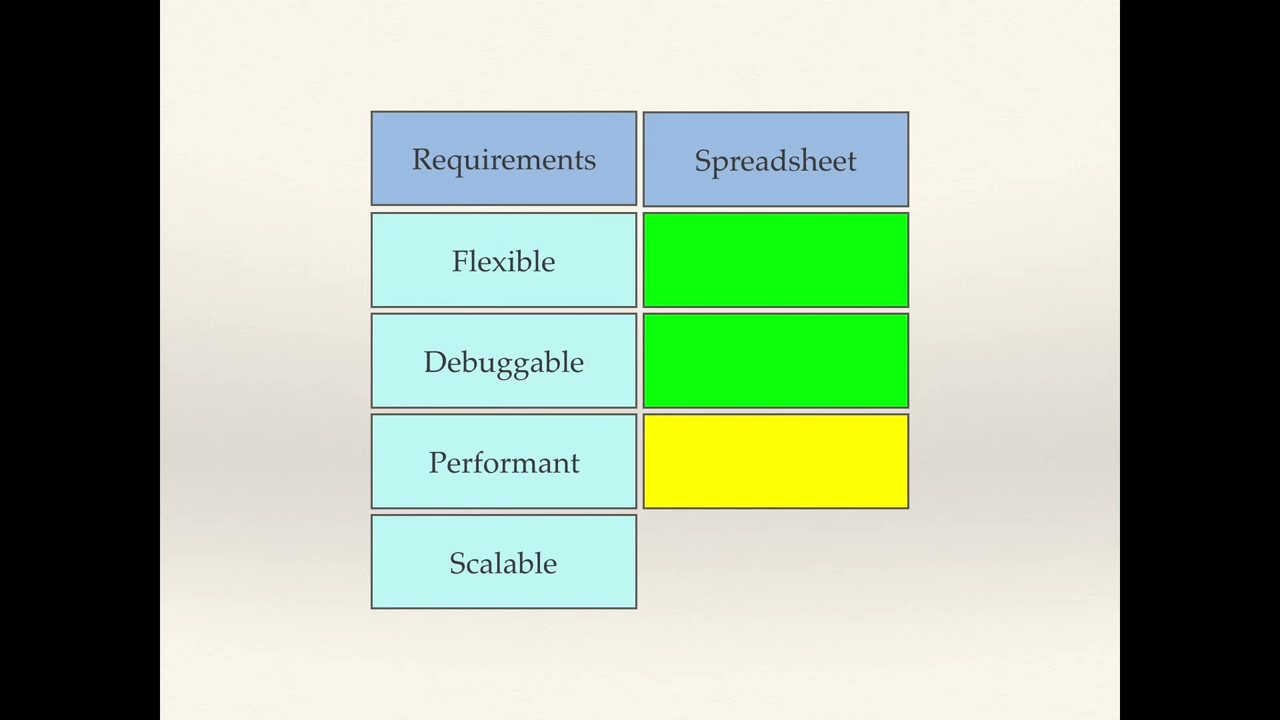 Requirements
Spreadsheet
Flexible
Debuggable
Performant
Scalable